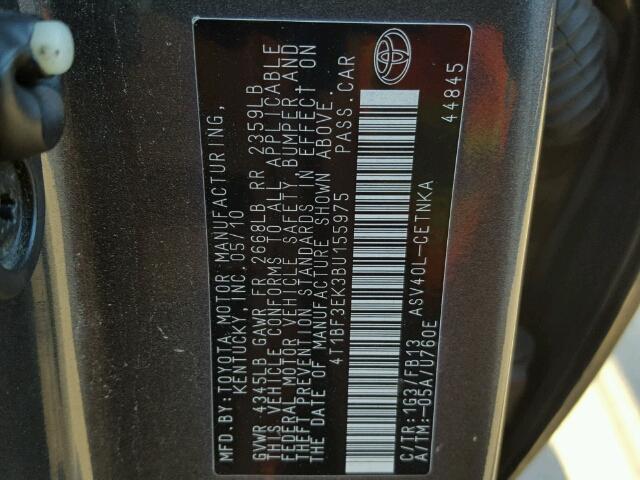 MFD.BY:TOYOTA MOTOR MANUFACTURING,
KENTUCKY, INC. 05/10
GVWR 4345LB GAWR FR 2668LB RR 2359LB
THIS VEHICLE CONFORMS TO ALL APPLICABLE
FEDERAL MOTOR VEHICLE SAFETY, BUMPER AND
THEFT PREVENTION STANDARDS IN EFFECT ON
THE DATE OF MANUFACTURE SHOWN ABOVE.
4T1BF3EK3BU155975 PASS.CAR
C/TR:1G3/FB13 ASV40L-CETNKA
A/TM:-05A/U760E
44845